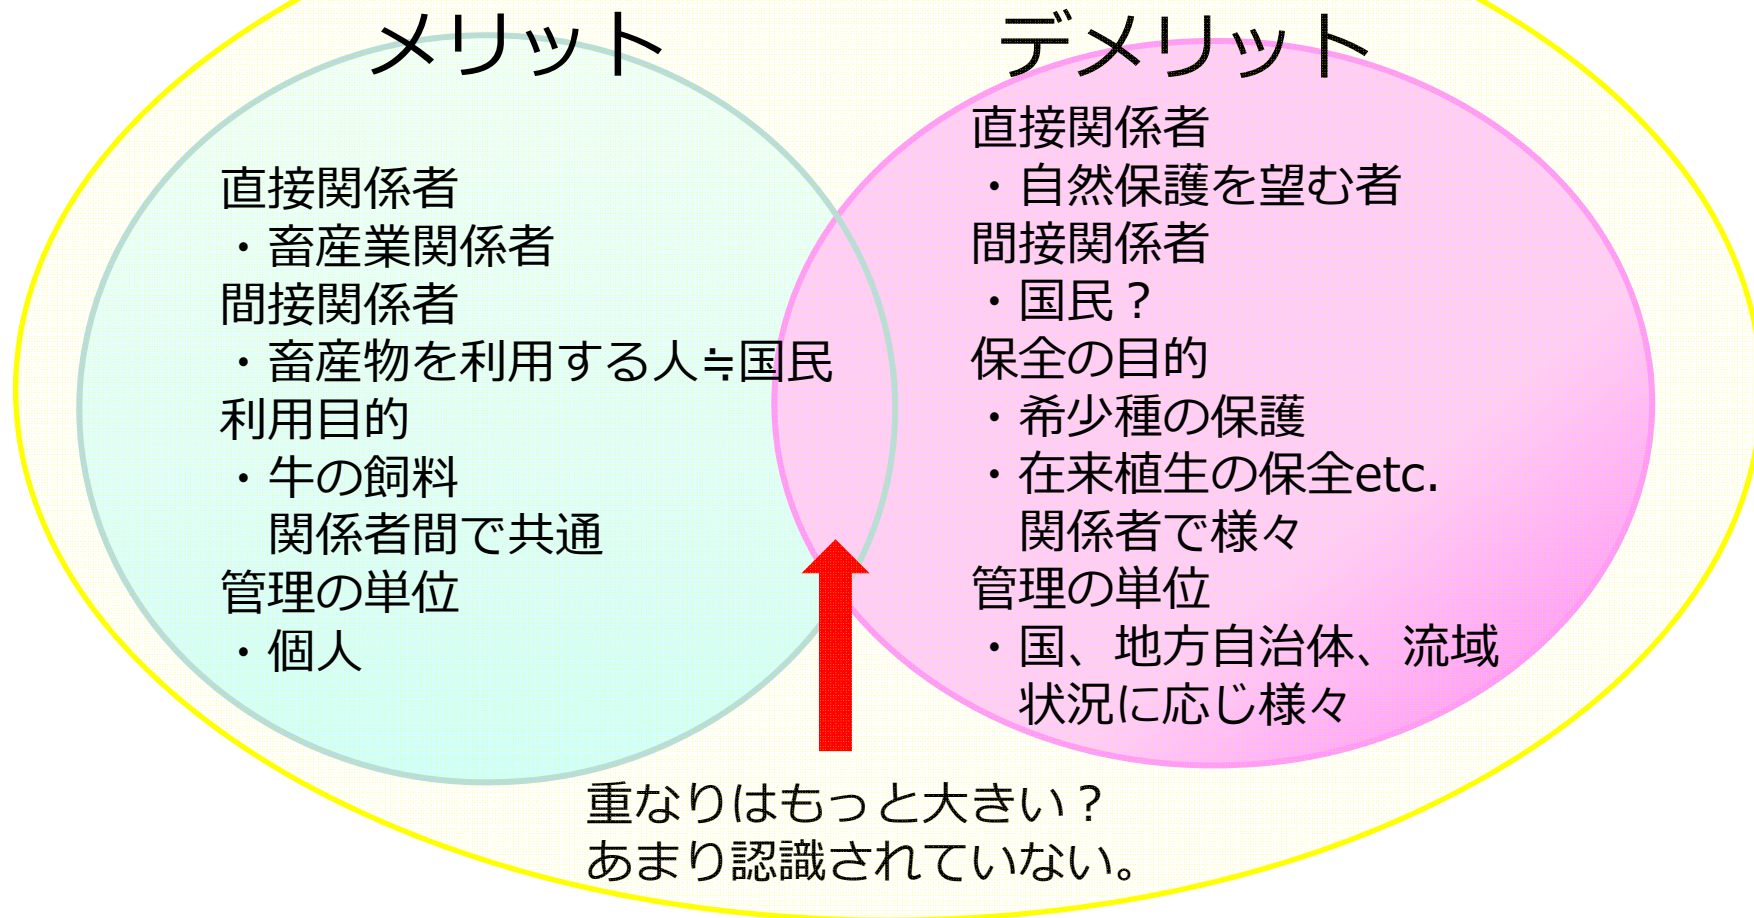 メリット
直接関係者
・畜産業関係者
間接関係者
・畜産物を利用する人≒国民
利用目的
・牛の飼料
関係者間で共通
管理の単位
・個人
デメリット
直接関係者
・自然保護を望む者
間接関係者
・国民？
保全の目的
・希少種の保護
・在来植生の保全etc.
関係者で様々
管理の単位
・国、地方自治体、流域
状況に応じ様々
重なりはもっと大きい？
あまり認識されていない。